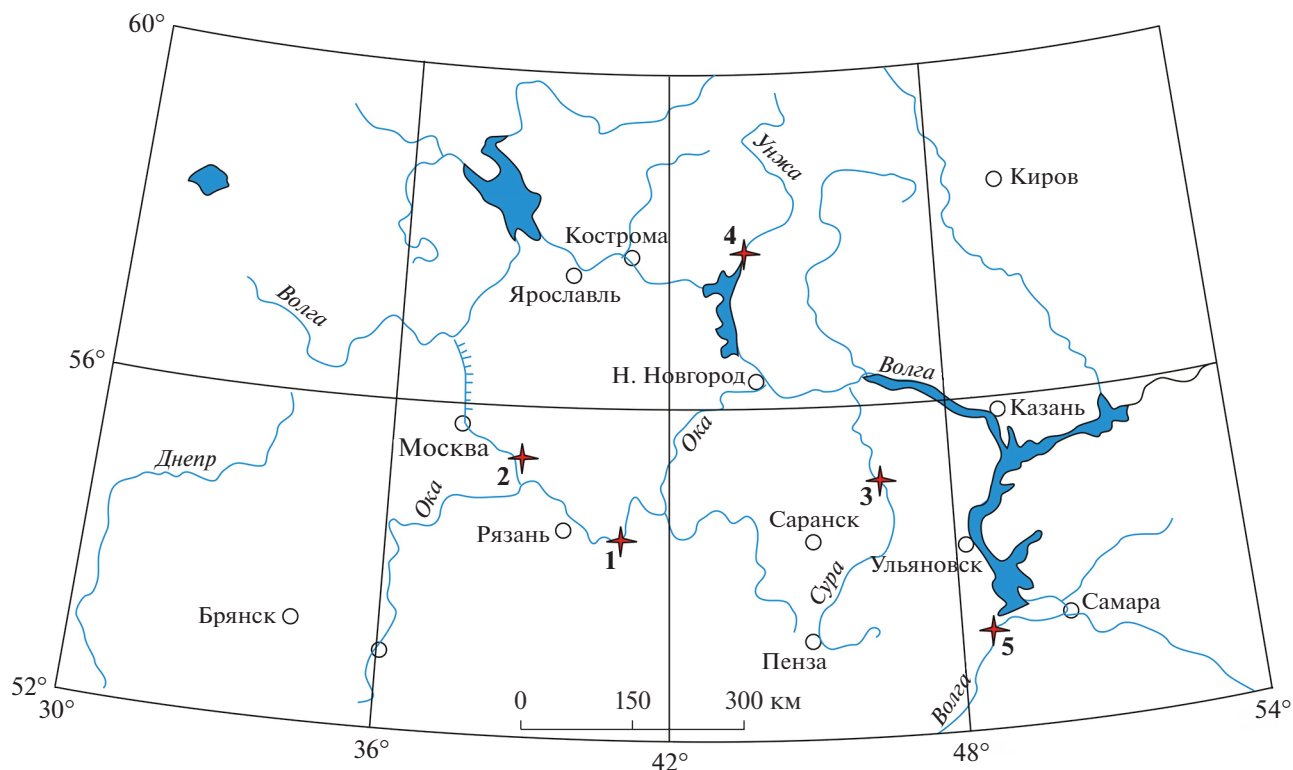 60°
Унжа
Киров
4
Кострома
Ярославль
Волга
56°
Н. Новгород
Волга
Казань
Москва
Ока
Днепр
2
Ока
3
Рязань
1
Саранск
Ульяновск
Сура
Брянск
Самара
5
Пенза
52°
30°
0 150 300 км
Волга
54°
36°
42°
48°